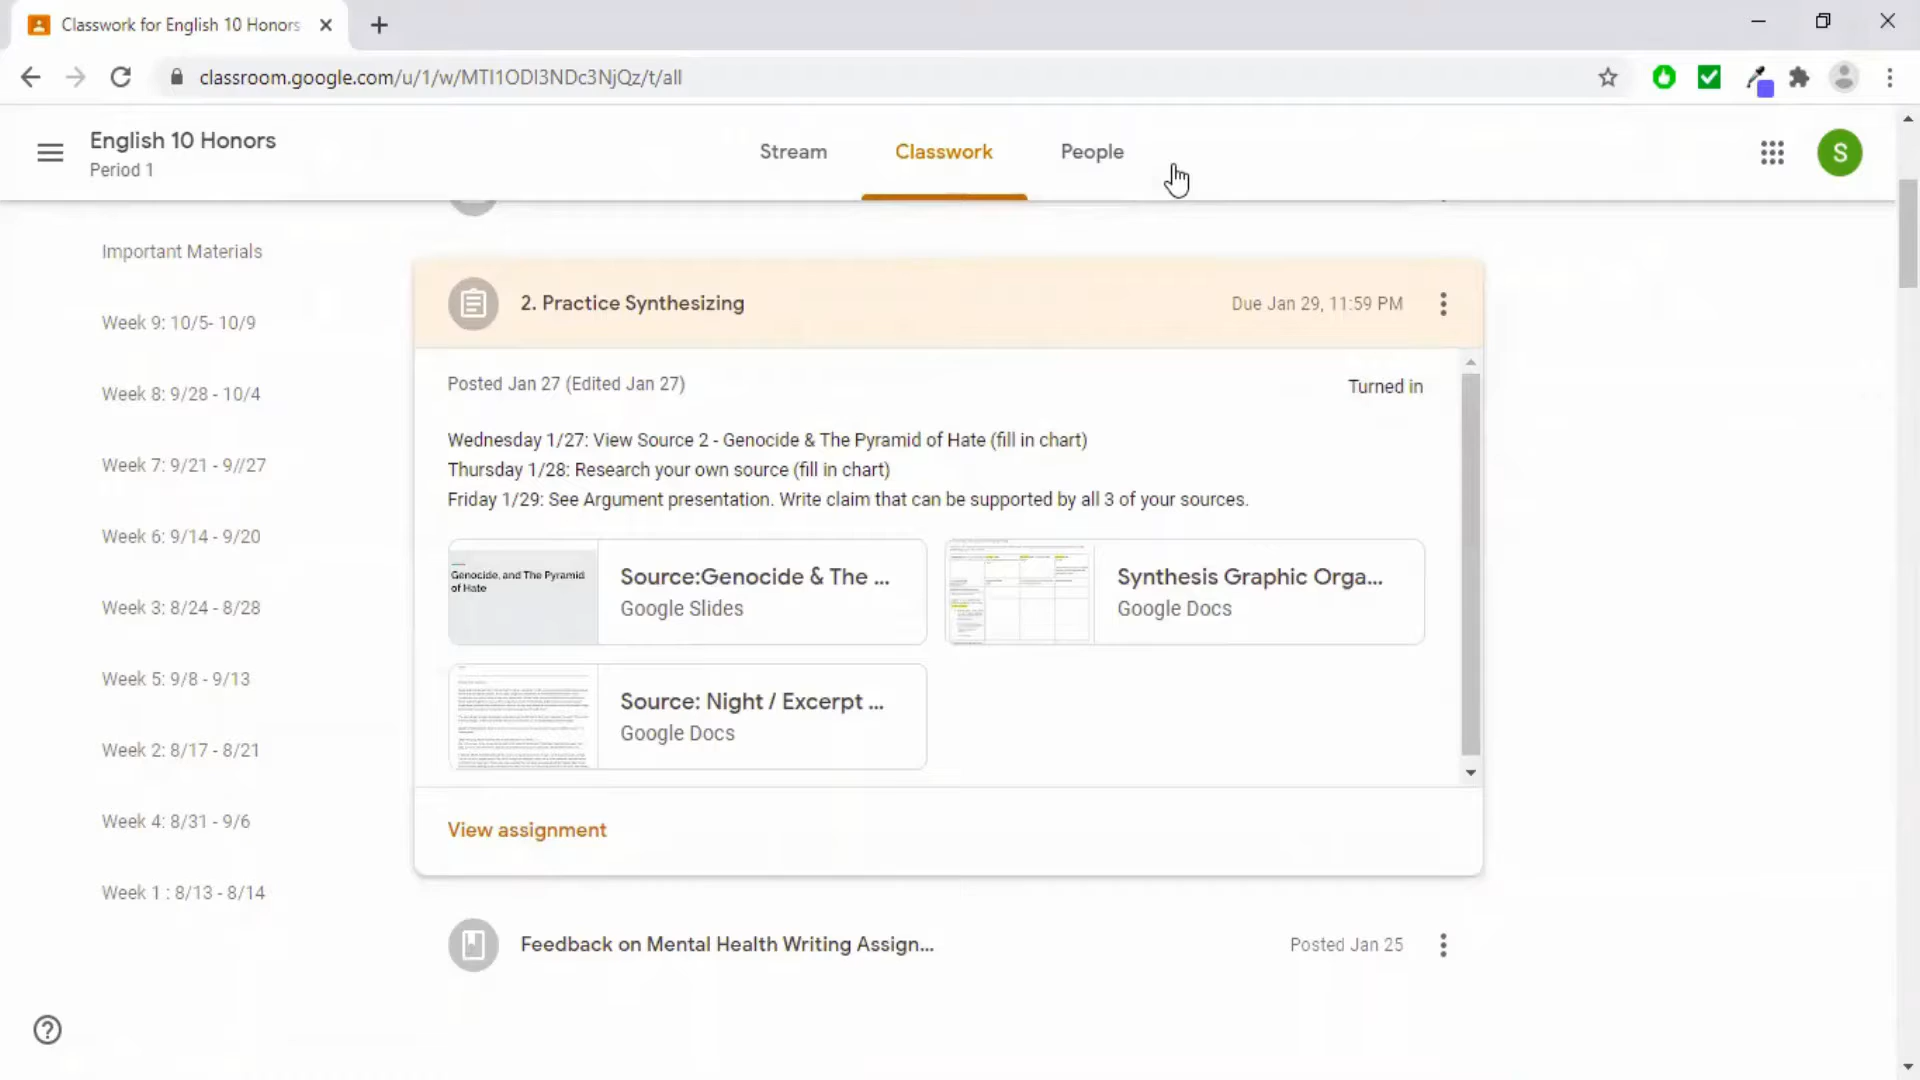 Classwork for English 10 Honors
classroom.google.com/u/1/w/MTI1ODI3NDc3NjQz/t/all
English 10 Honors
Period 1
Stream
Classwork
People
S
Important Materials
Week 9: 10/5- 10/9
Week 8: 9/28 - 10/4
Week 7: 9/21 - 9//27
Week 6: 9/14 - 9/20
Week 3: 8/24 - 8/28
Week 5: 9/8 - 9/13
Week 2: 8/17 - 8/21
Week 4: 8/31 - 9/6
Week 1 : 8/13 - 8/14
2. Practice Synthesizing
Due Jan 29, 11:59 PM
Posted Jan 27 (Edited Jan 27)
Turned in
Wednesday 1/27: View Source 2 - Genocide & The Pyramid of Hate (fill in chart)
Thursday 1/28: Research your own source (fill in chart)
Friday 1/29: See Argument presentation. Write claim that can be supported by all 3 of your sources.
Genocide, and The Pyramid
of Hate
Source:Genocide & The ...
Google Slides
Synthesis Graphic Orga...
Google Docs
Source: Night / Excerpt ...
Google Docs
View assignment
Feedback on Mental Health Writing Assign...
Posted Jan 25